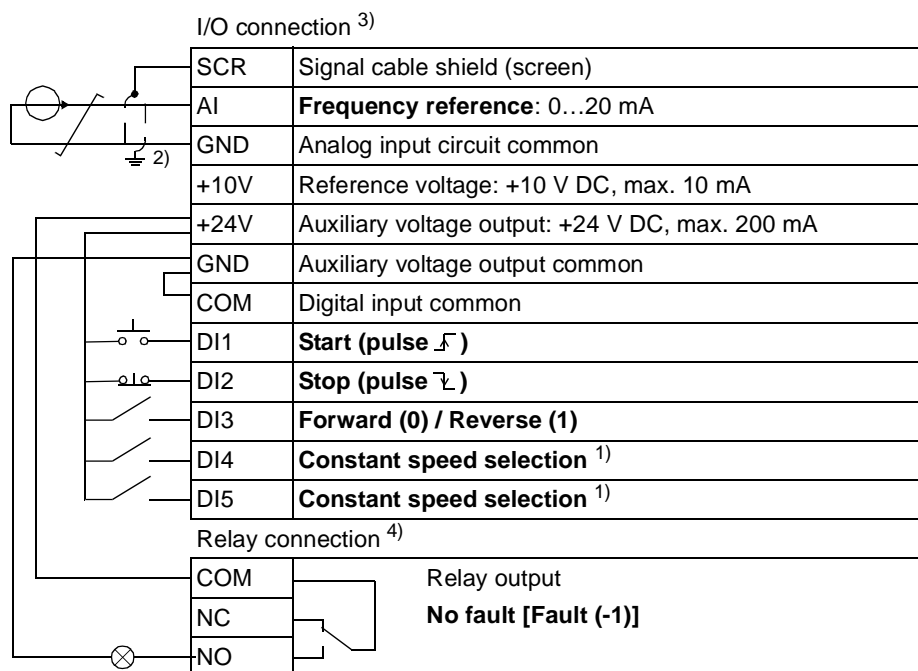 I/O connection 3)
SCR Signal cable shield (screen)
AI Frequency reference: 0…20 mA
GND Analog input circuit common
2)
+10V Reference voltage: +10 V DC, max. 10 mA
+24V Auxiliary voltage output: +24 V DC, max. 200 mA
GND Auxiliary voltage output common
COM Digital input common
DI1 Start (pulse )
DI2 Stop (pulse )
DI3 Forward (0) / Reverse (1)
DI4 Constant speed selection 1)
DI5 Constant speed selection 1)
Relay connection 4)
COM Relay output
NC No fault [Fault (-1)]
NO